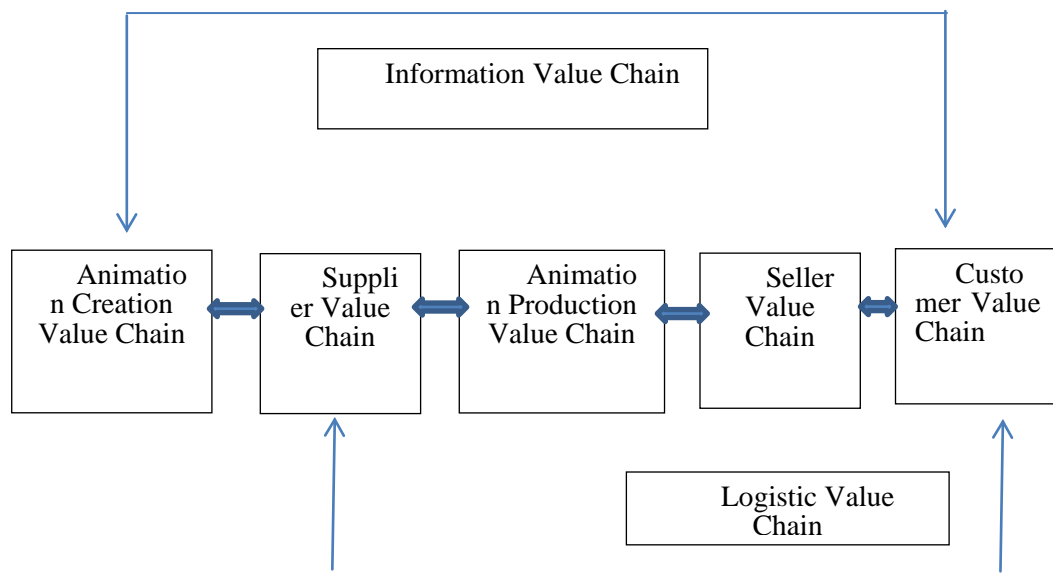 Information Value Chain
Animatio
n Creation
Value Chain
Suppli
er Value
Chain
Animatio
n Production
Value Chain
Seller
Value
Chain
Custo
mer Value
Chain
Logistic Value
Chain